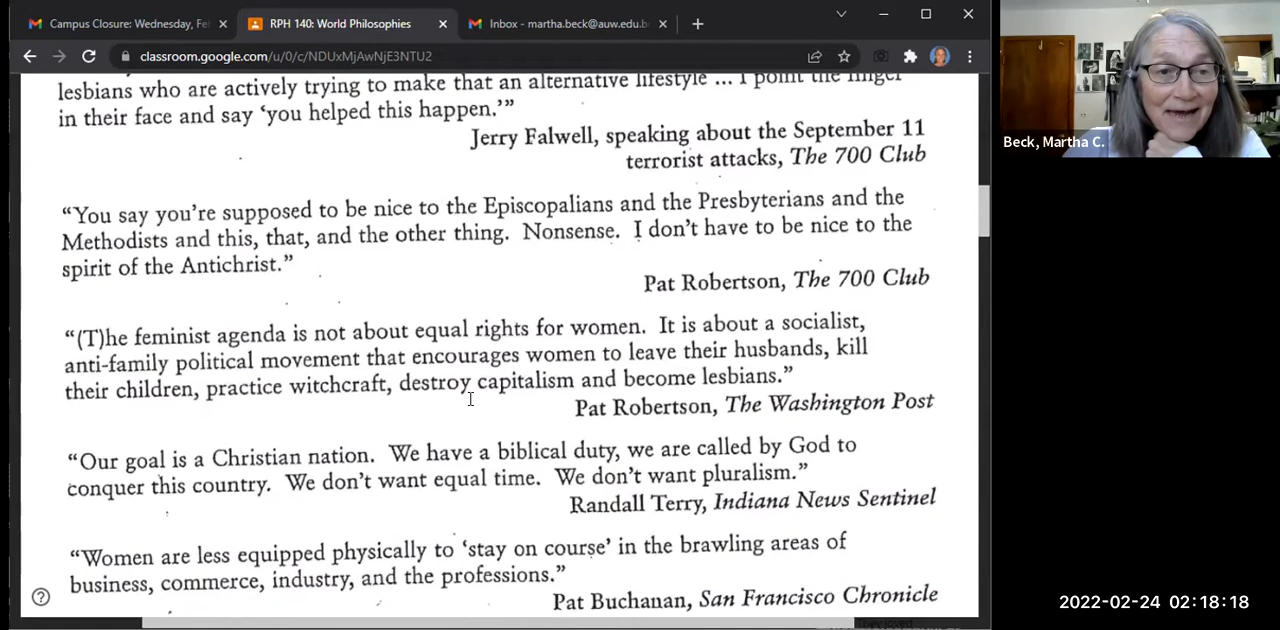 Campus Closure: Wednesday, Fe
RPH 140: World Philosophies
Inbox - martha.beck@auw.edu.b
classroom.google.com/u/0/c/NDUxMjAwNjE3NTU2
lesbians who are actively trying to make that an alternative lifestyle ... I point the finger
in their face and say ‘you helped this happen.’”
Jerry Falwell, speaking about the September 11
terrorist attacks, The 700 Club
“You say you’re supposed to be nice to the Episcopalians and the Presbyterians and the
Methodists and this, that, and the other thing. Nonsense. I don’t have to be nice to the
spirit of the Antichrist.”
Pat Robertson, The 700 Club
“(T)he feminist agenda is not about equal rights for women. It is about a socialist,
anti-family political movement that encourages women to leave their husbands, kill
their children, practice witchcraft, destroy capitalism and become lesbians.”
Pat Robertson, The Washington Post
“Our goal is a Christian nation. We have a biblical duty, we are called by God to
conquer this country. We don’t want equal time. We don’t want pluralism.”
Randall Terry, Indiana News Sentinel
“Women are less equipped physically to ‘stay on course’ in the brawling areas of
business, commerce, industry, and the professions.”
Pat Buchanan, San Francisco Chronicle
Beck, Martha C.
2022-02-24 02:18:18